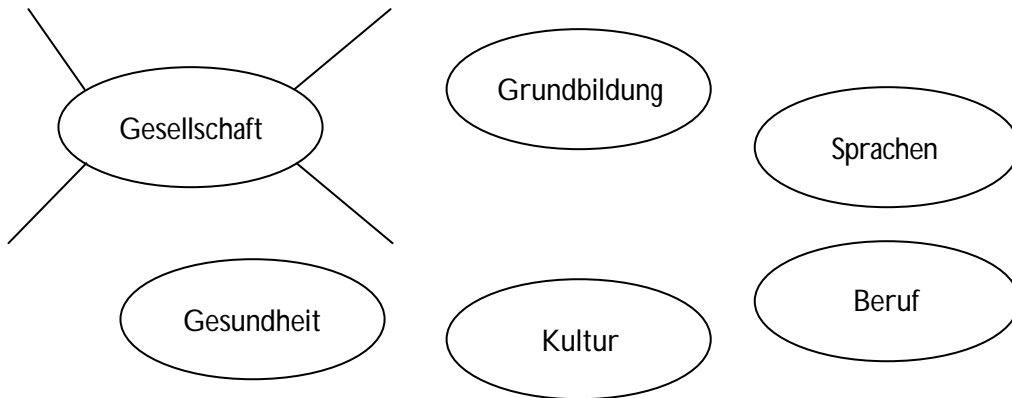 Grundbildung
Gesellschaft
Sprachen
Beruf
Gesundheit
Kultur